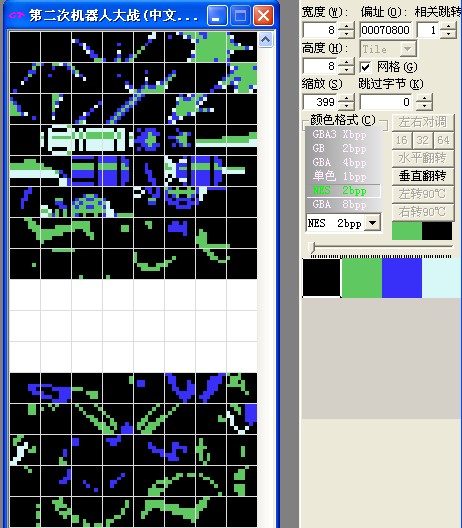 第二次机器人大战(中文...
宽度(W): 偏址(O): 相关跳转
8 00070800 1
高度(H): Tile
8 网格(G)
缩放(S) 跳过字节(K)
399 0
颜色格式(C) 左右对调
GBA3 Xbpp 16 32 64
GB 2bpp 水平翻转
GBA 4bpp 垂直翻转
单色 1bpp 左转90℃
NES 2bpp 右转90℃
GBA 8bpp
NES 2bpp